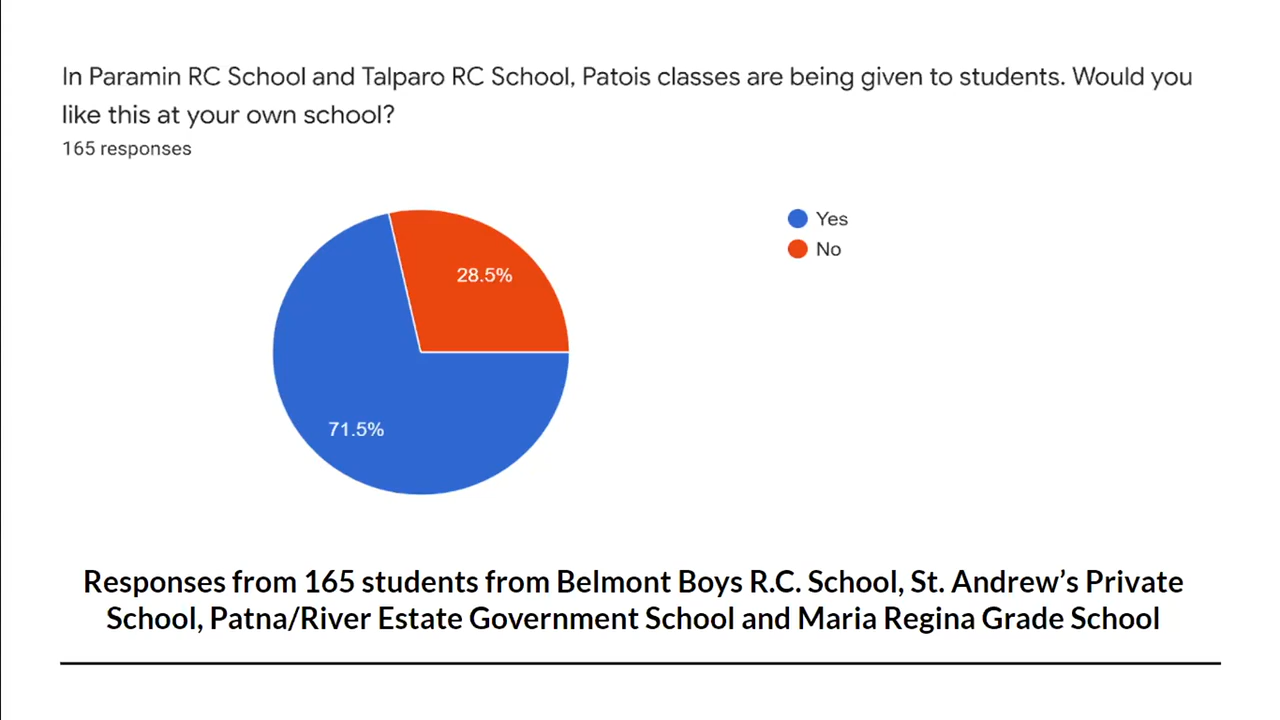 In Paramin RC School and Talparo RC School, Patois classes are being given to students. Would you
like this at your own school?
165 responses
Yes
No
28.5%
71.5%
Responses from 165 students from Belmont Boys R.C. School, St. Andrew’s Private
School, Patna/River Estate Government School and Maria Regina Grade School